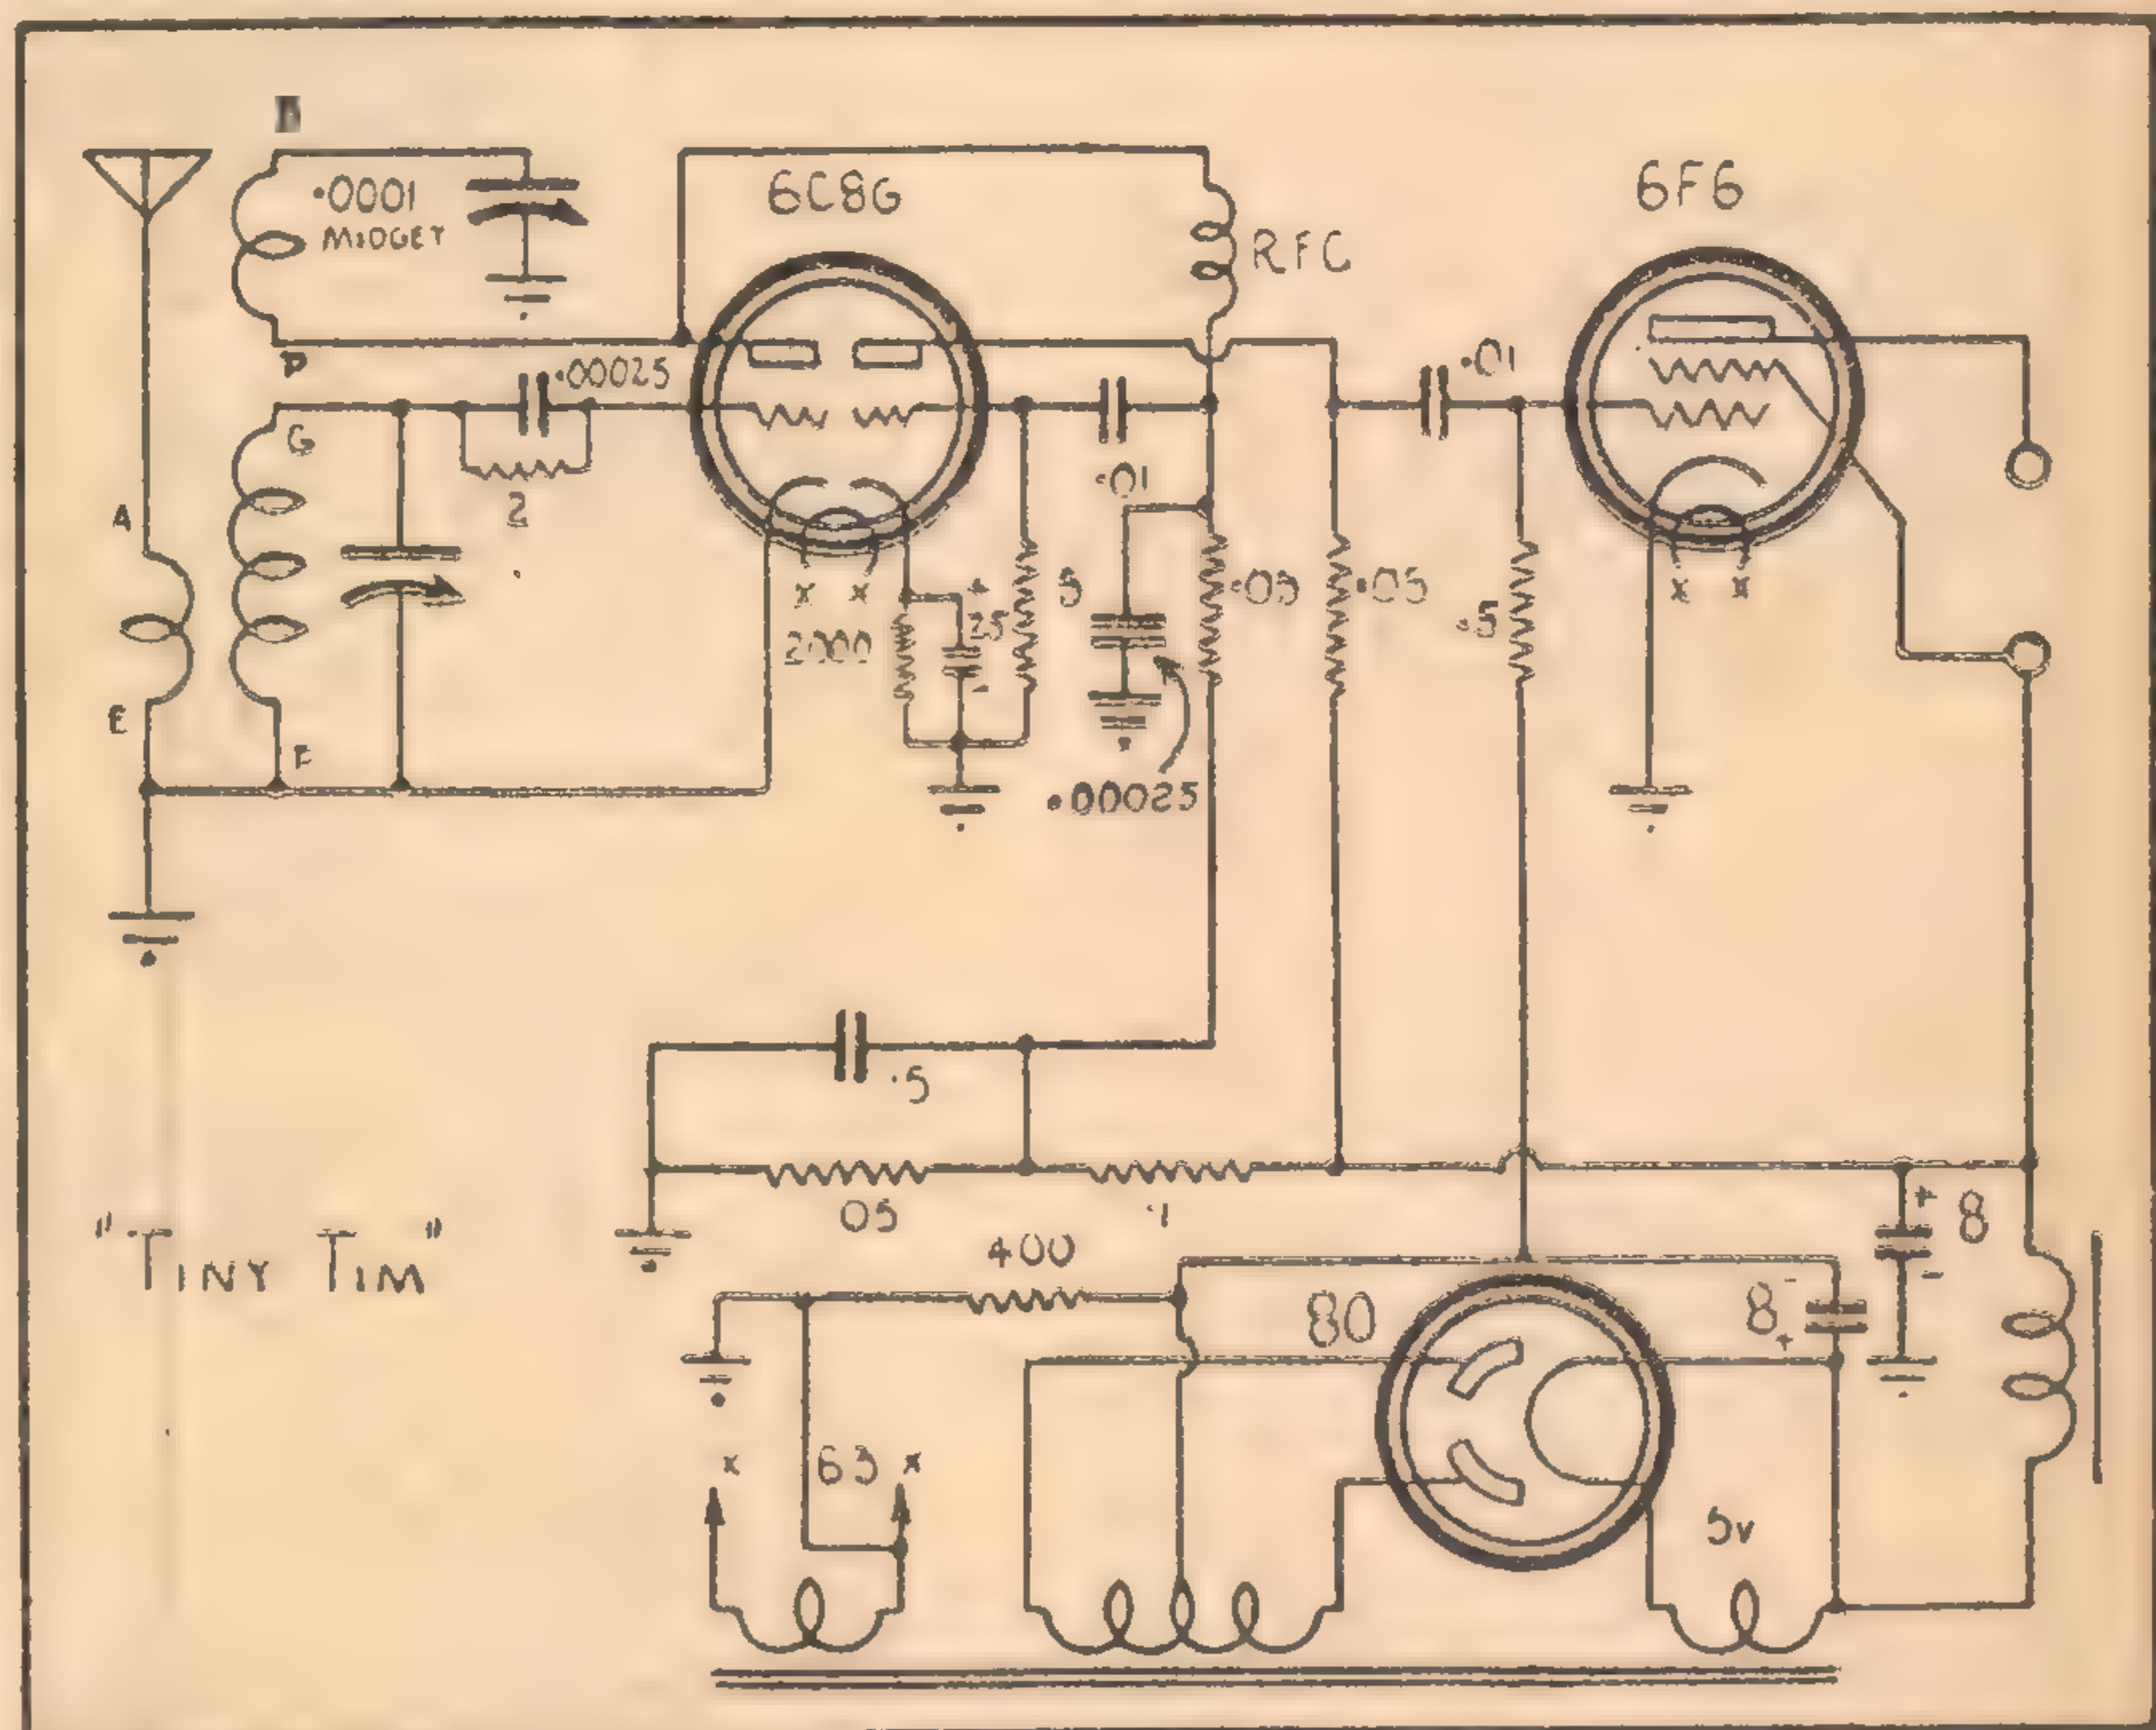 .0001
MIDGET
6C8G
6F6
RFC
P
.00025
G
2
.01
.01
A
E
F
x x
2000
+
25
-
.5
.00025
.05
.05
.5
x x
.5
05
.1
"TINY TIM"
400
80
8
-
+
+
8
-
x
63
x
5v